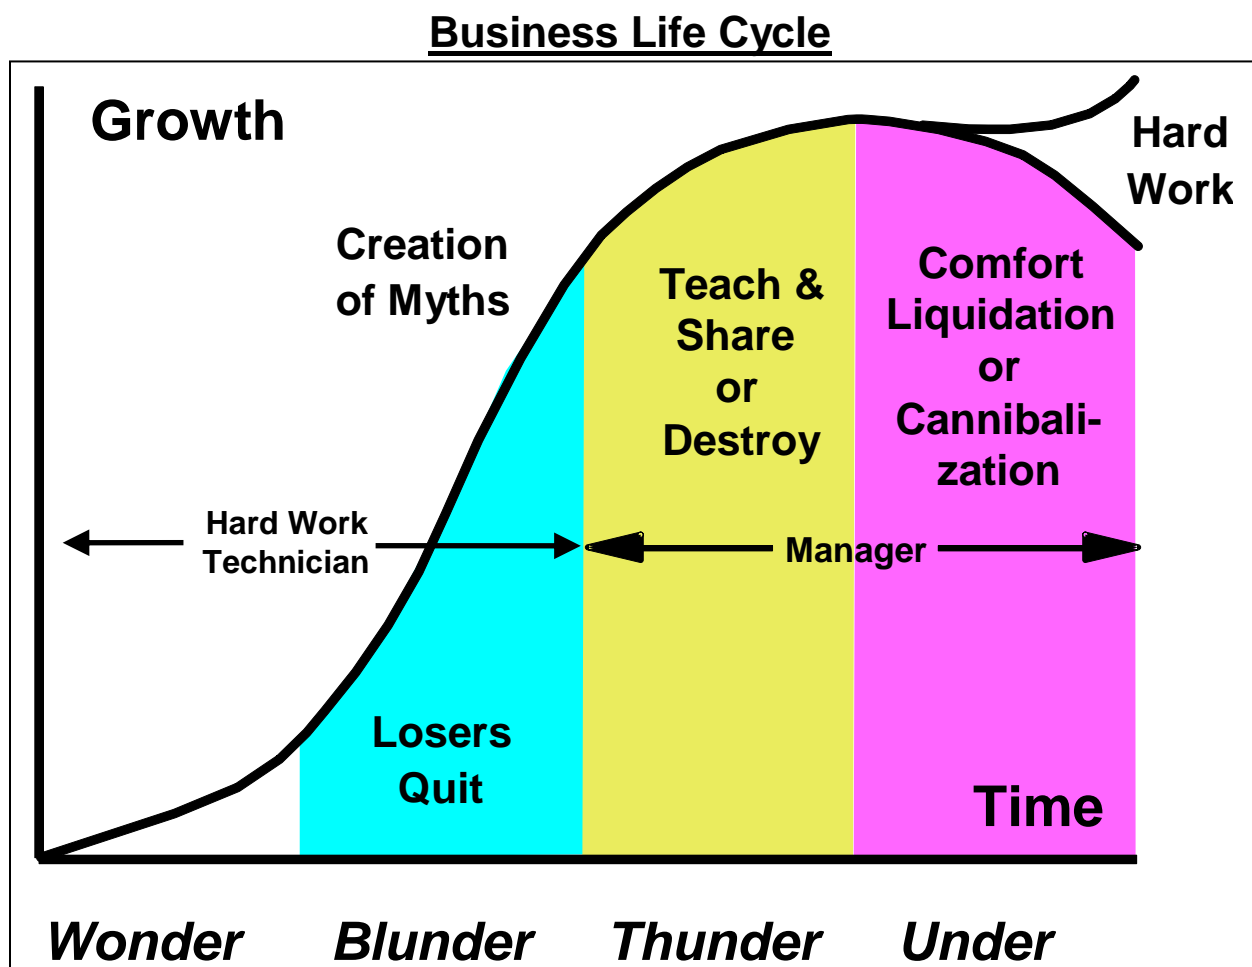 Business Life Cycle
Growth
Hard
Work
Creation
of Myths
Teach &
Share
or
Destroy
Comfort
Liquidation
or
Cannibali-
zation
Hard Work
Technician
Manager
Losers
Quit
Time
Wonder Blunder Thunder Under